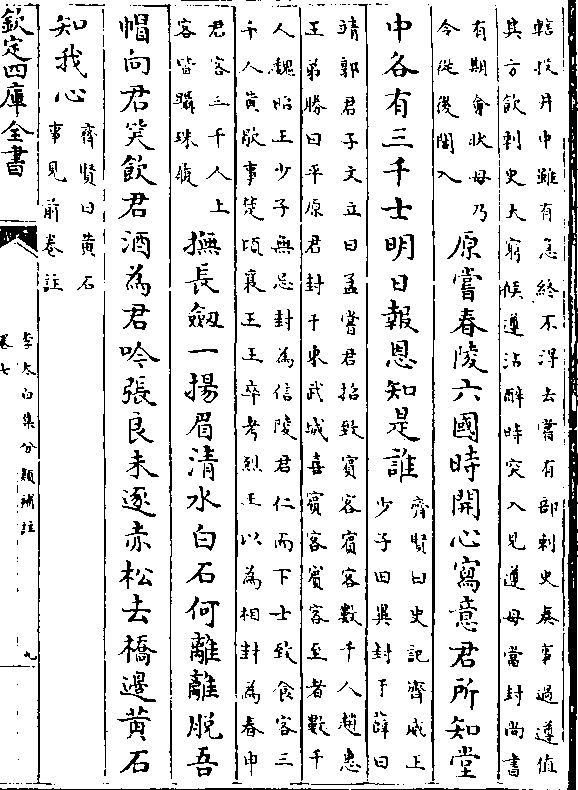 轄投井中雖有急終不得去嘗有部刺史奏事過遵值
其方飲刺史大窮候遵沾醉時突入見遵母當封尚書
有期會狀母乃
令從後閤入
原嘗春陵六國時開心寫意君所知堂
中各有三千士明日報恩知是誰
齊賢曰史記齊威王
少子田嬰封于薛曰
靖郭君子文立曰孟嘗君招致賓客賓客數千人趙惠
王弟勝曰平原君封于東武城喜賓客賓客至者數千
人魏昭王少子無忌封為信陵君仁而下士致食客三
千人黄歇事楚頃襄王王卒考烈王以為相封為春申
君客三千人上
客皆躡珠履
撫長劔一揚眉清水白石何離離脱吾
帽向君笑飲君酒為君吟張良未逐赤松去橋邊黄石
知我心
齊賢曰黄石
事見前卷註
欽定四庫全書
李太白集分類補註
卷七
九